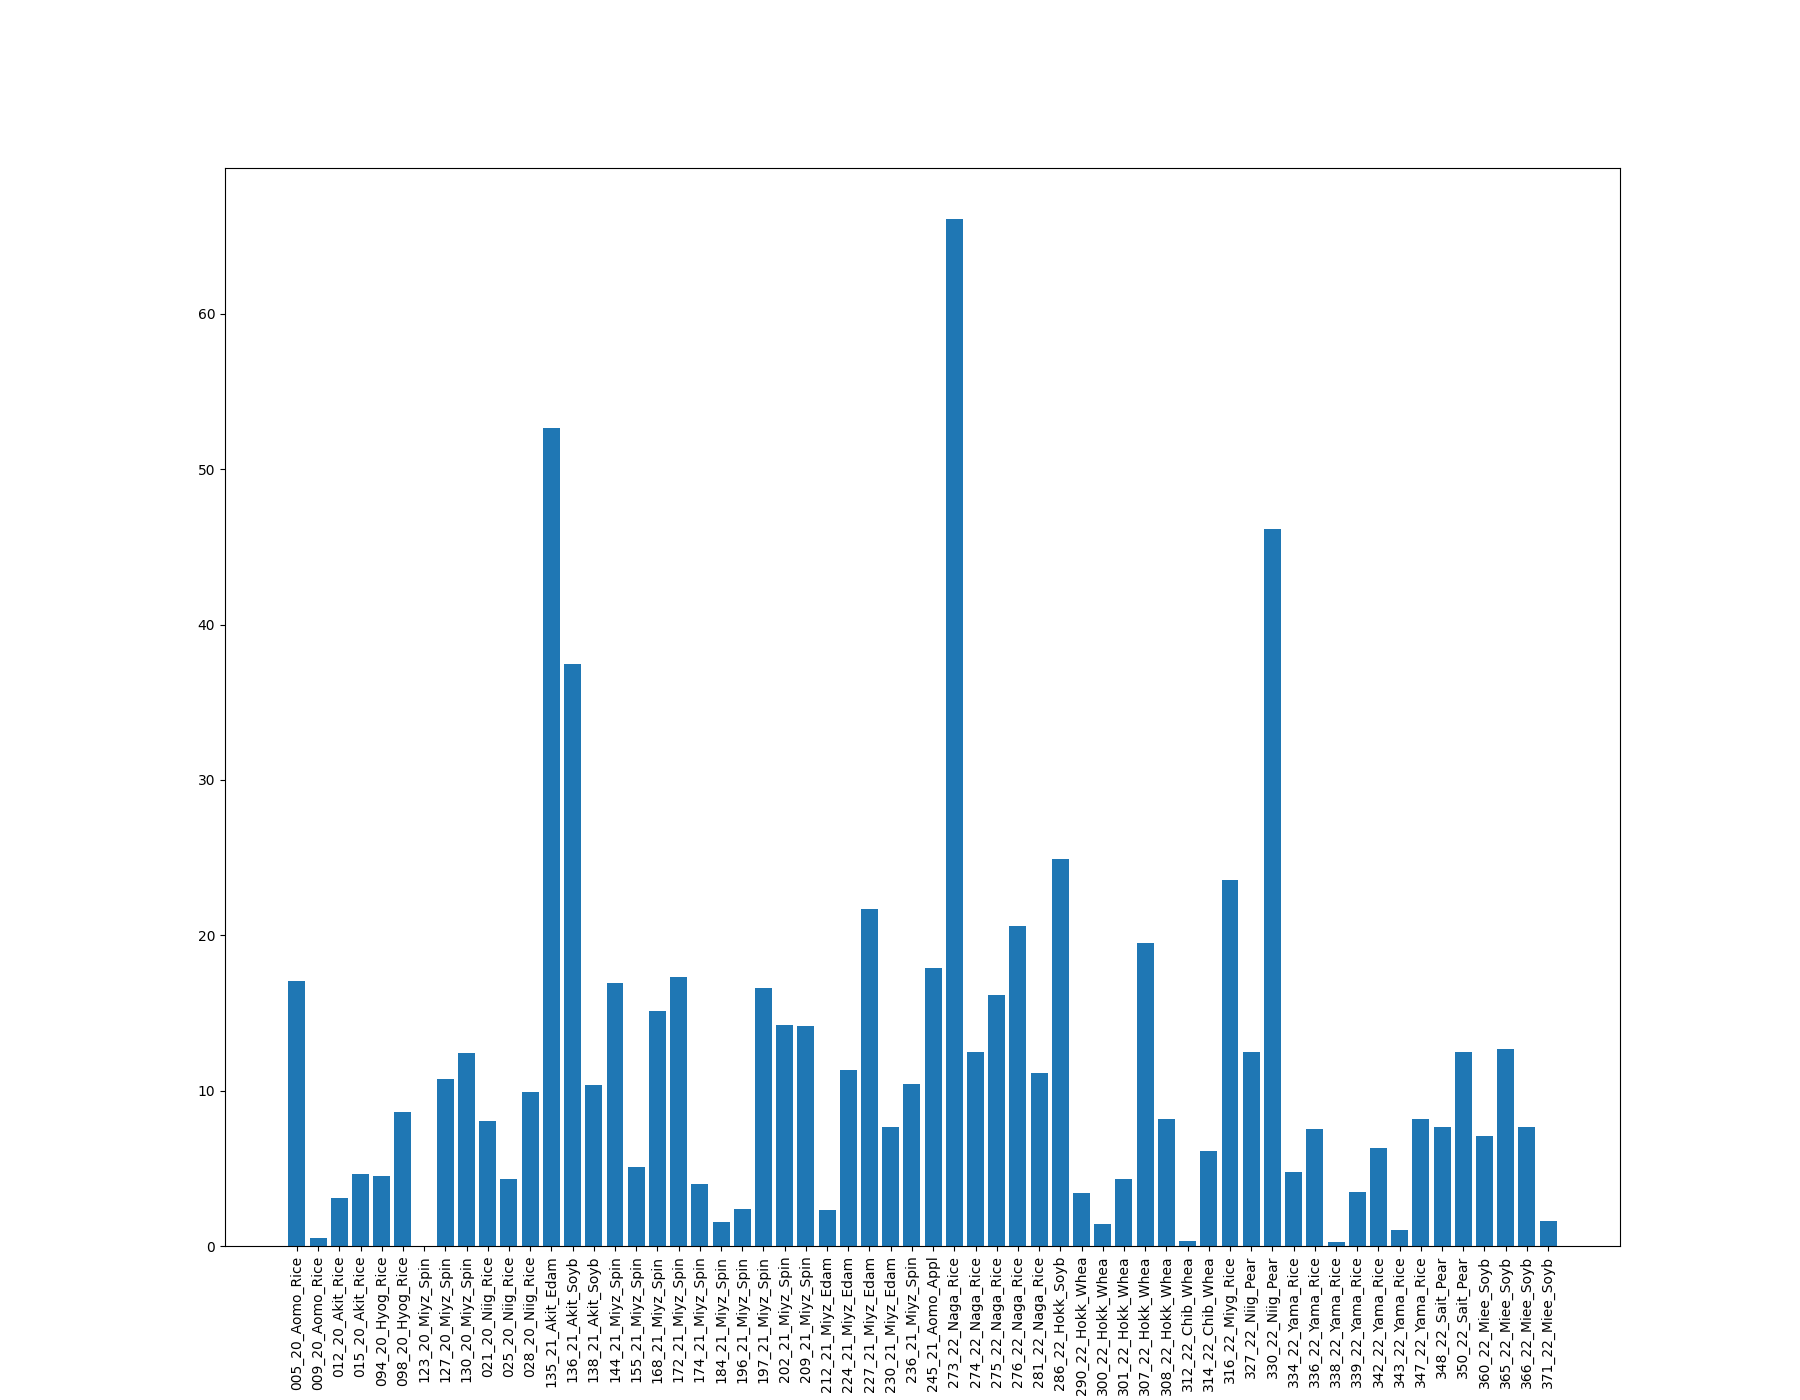 60
50
40
30
20
10
0
005_20_Aomo_Rice
009_20_Aomo_Rice
012_20_Akit_Rice
015_20_Akit_Rice
094_20_Hyog_Rice
098_20_Hyog_Rice
123_20_Miyz_Spin
127_20_Miyz_Spin
130_20_Miyz_Spin
021_20_Niig_Rice
025_20_Niig_Rice
028_20_Niig_Rice
135_21_Akit_Edam
136_21_Akit_Soyb
138_21_Akit_Soyb
144_21_Miyz_Spin
155_21_Miyz_Spin
168_21_Miyz_Spin
172_21_Miyz_Spin
174_21_Miyz_Spin
184_21_Miyz_Spin
196_21_Miyz_Spin
197_21_Miyz_Spin
202_21_Miyz_Spin
209_21_Miyz_Spin
212_21_Miyz_Edam
224_21_Miyz_Edam
227_21_Miyz_Edam
230_21_Miyz_Edam
236_21_Miyz_Spin
245_21_Aomo_Appl
273_22_Naga_Rice
274_22_Naga_Rice
275_22_Naga_Rice
276_22_Naga_Rice
281_22_Naga_Rice
286_22_Hokk_Soyb
290_22_Hokk_Whea
300_22_Hokk_Whea
301_22_Hokk_Whea
307_22_Hokk_Whea
308_22_Hokk_Whea
312_22_Chib_Whea
314_22_Chib_Whea
316_22_Miyg_Rice
327_22_Niig_Pear
330_22_Niig_Pear
334_22_Yama_Rice
336_22_Yama_Rice
338_22_Yama_Rice
339_22_Yama_Rice
342_22_Yama_Rice
343_22_Yama_Rice
347_22_Yama_Rice
348_22_Sait_Pear
350_22_Sait_Pear
360_22_Miee_Soyb
365_22_Miee_Soyb
366_22_Miee_Soyb
371_22_Miee_Soyb